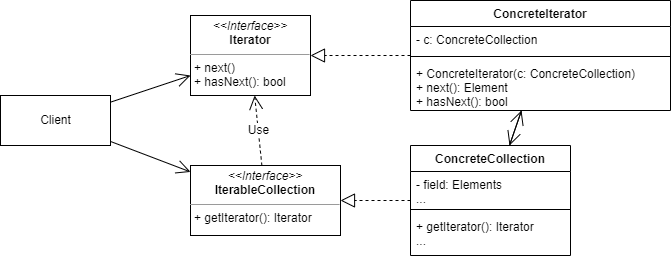 <<Interface>>
Iterator
+ next()
+ hasNext(): bool
ConcreteIterator
- c: ConcreteCollection
+ ConcreteIterator(c: ConcreteCollection)
+ next(): Element
+ hasNext(): bool
Client
Use
<<Interface>>
IterableCollection
+ getIterator(): Iterator
ConcreteCollection
- field: Elements
...
+ getIterator(): Iterator
...